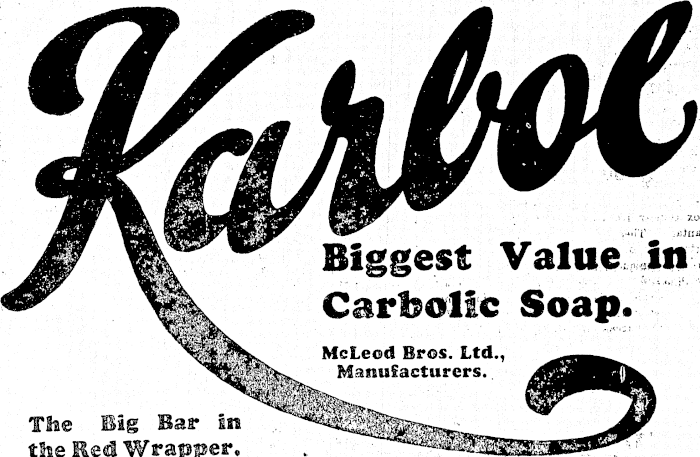 Karbol
Biggest Value in
Carbolic Soap.
McLeod Bros. Ltd.,
Manufacturers.
The Big Bar in
the Red Wrapper.